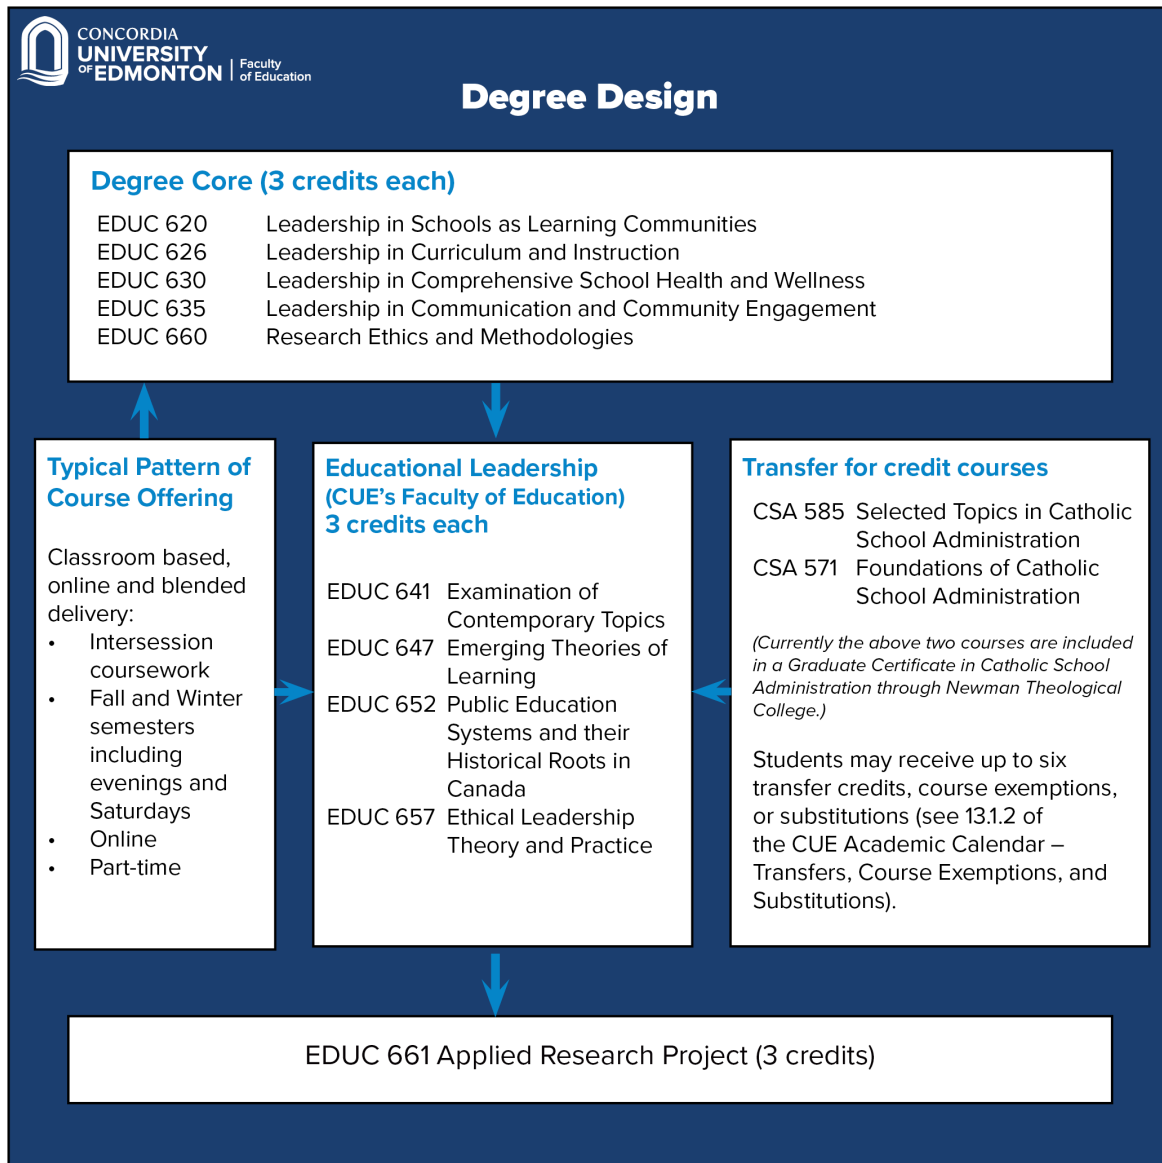 CONCORDIA
UNIVERSITY
OF EDMONTON
Faculty
of Education
Degree Design
Degree Core (3 credits each)
EDUC 620 Leadership in Schools as Learning Communities
EDUC 626 Leadership in Curriculum and Instruction
EDUC 630 Leadership in Comprehensive School Health and Wellness
EDUC 635 Leadership in Communication and Community Engagement
EDUC 660 Research Ethics and Methodologies
Typical Pattern of
Course Offering
Classroom based,
online and blended
delivery:
• Intersession
coursework
• Fall and Winter
semesters
including
evenings and
Saturdays
• Online
• Part-time
Educational Leadership
(CUE's Faculty of Education)
3 credits each
EDUC 641 Examination of
Contemporary Topics
EDUC 647 Emerging Theories of
Learning
EDUC 652 Public Education
Systems and their
Historical Roots in
Canada
EDUC 657 Ethical Leadership
Theory and Practice
Transfer for credit courses
CSA 585 Selected Topics in Catholic
School Administration
CSA 571 Foundations of Catholic
School Administration
(Currently the above two courses are included
in a Graduate Certificate in Catholic School
Administration through Newman Theological
College.)
Students may receive up to six
transfer credits, course exemptions,
or substitutions (see 13.1.2 of
the CUE Academic Calendar –
Transfers, Course Exemptions, and
Substitutions).
EDUC 661 Applied Research Project (3 credits)